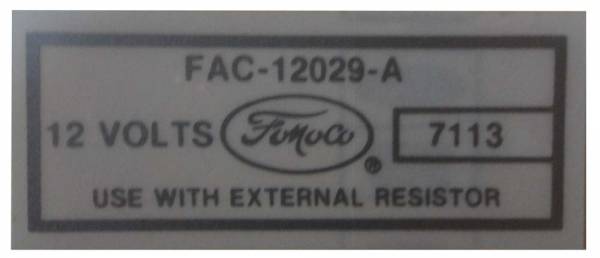 FAC-12029-A
12 VOLTS FoMoCo ® 7113
USE WITH EXTERNAL RESISTOR